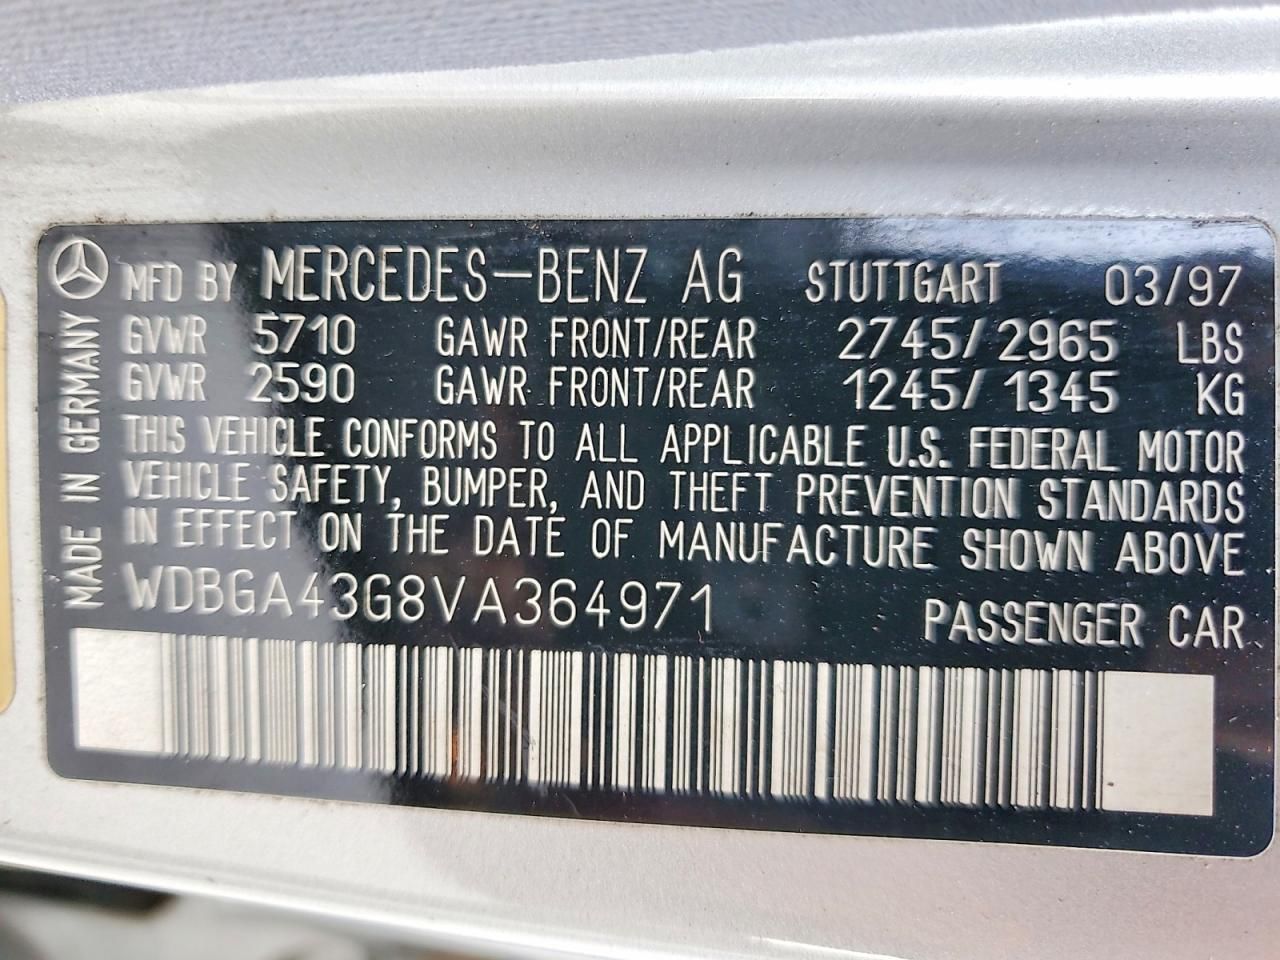 MFD BY MERCEDES-BENZ AG STUTTGART 03/97
GVWR 5710 GAWR FRONT/REAR 2745/2965 LBS
GVWR 2590 GAWR FRONT/REAR 1245/1345 KG
THIS VEHICLE CONFORMS TO ALL APPLICABLE U.S. FEDERAL MOTOR
VEHICLE SAFETY, BUMPER, AND THEFT PREVENTION STANDARDS
IN EFFECT ON THE DATE OF MANUFACTURE SHOWN ABOVE
WDBGA43G8VA364971 PASSENGER CAR
MADE IN GERMANY